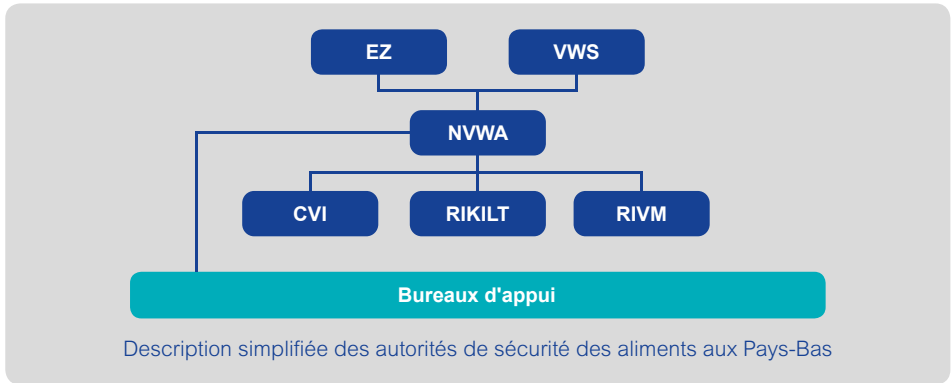 EZ
VWS
NVWA
CVI
RIKILT
RIVM
Bureaux d'appui
Description simplifiée des autorités de sécurité des aliments aux Pays-Bas